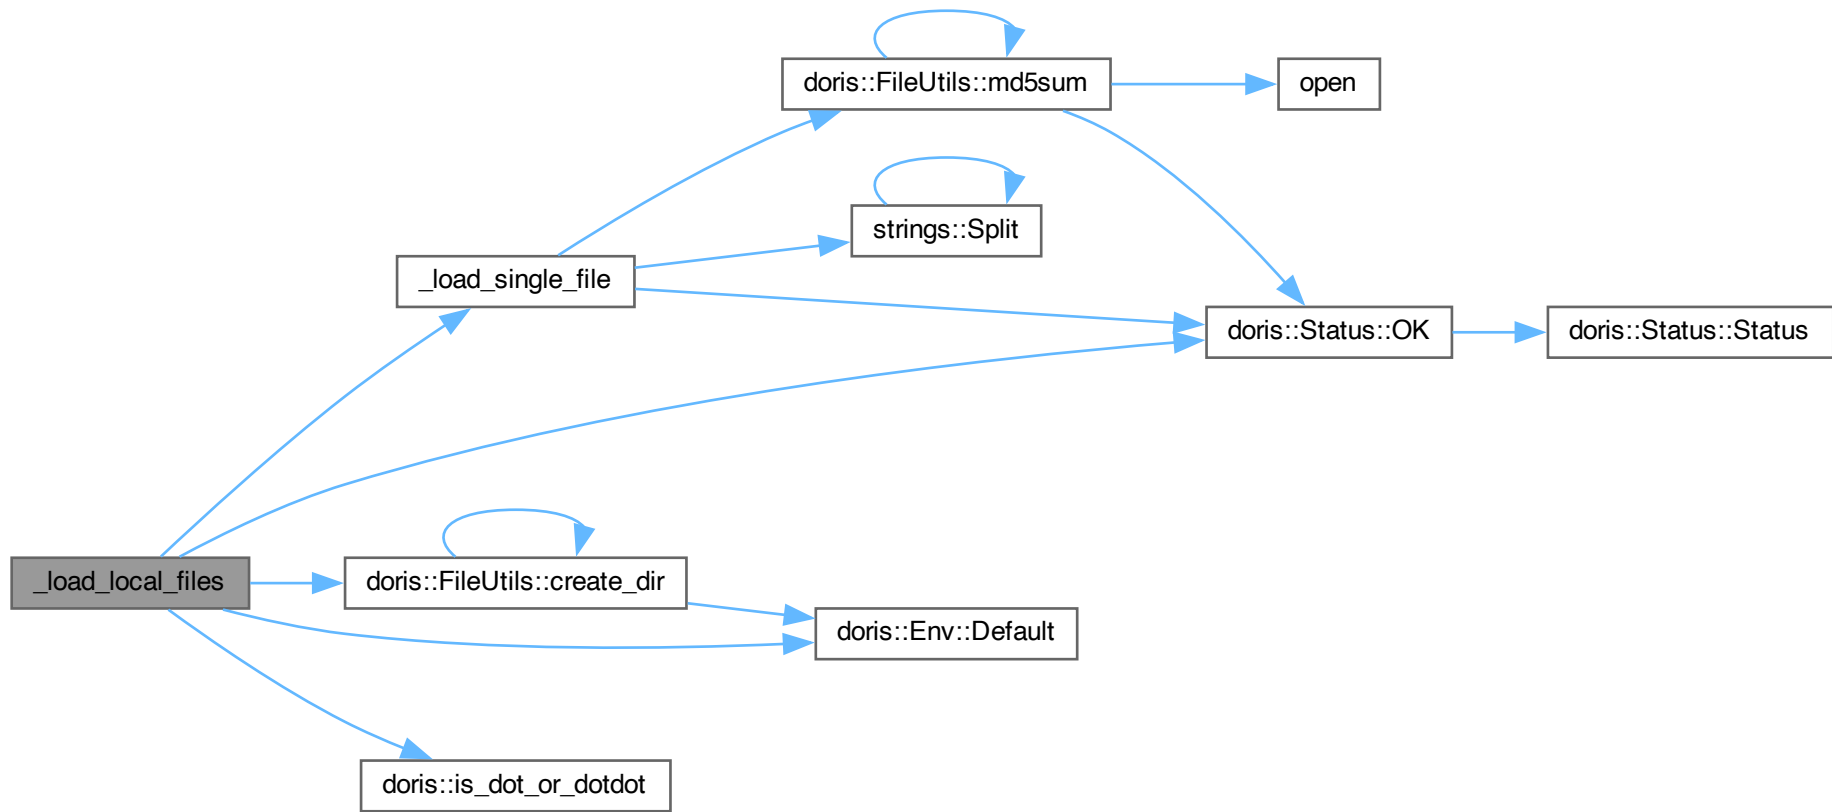 doris::FileUtils::md5sum
open
strings::Split
_load_single_file
doris::Status::OK
doris::Status::Status
_load_local_files
doris::FileUtils::create_dir
doris::Env::Default
doris::is_dot_or_dotdot